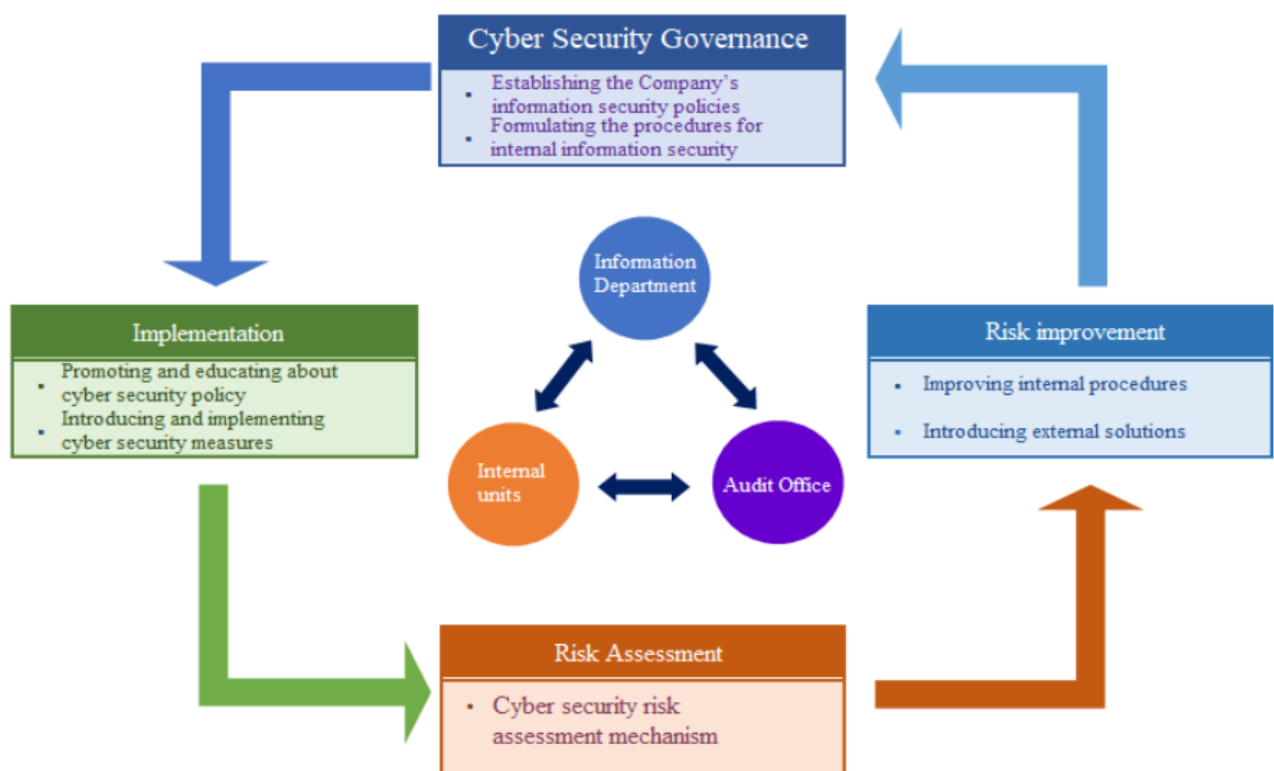 Cyber Security Governance
▪ Establishing the Company's
information security policies
▪ Formulating the procedures for
internal information security
Information
Department
Implementation
▪ Promoting and educating about
cyber security policy
▪ Introducing and implementing
cyber security measures
Risk improvement
▪ Improving internal procedures
▪ Introducing external solutions
Internal
units
Audit Office
Risk Assessment
• Cyber security risk
assessment mechanism